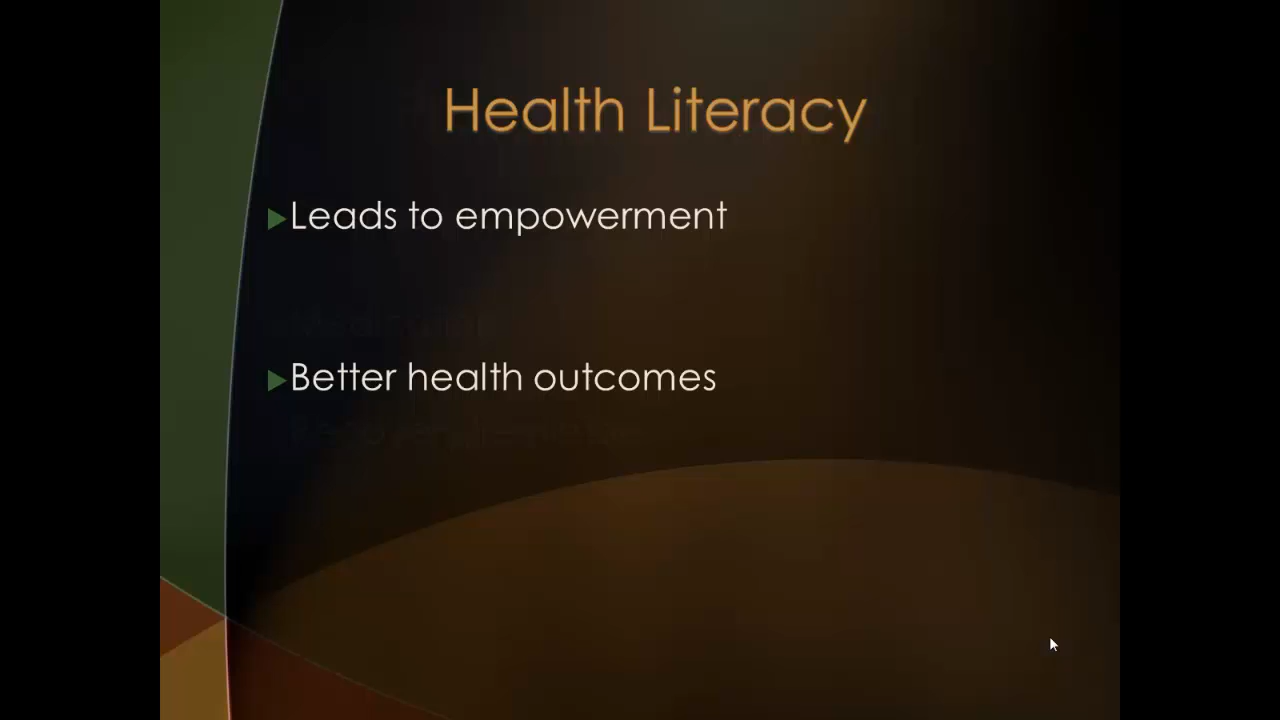 Health Literacy
Leads to empowerment
Better health outcomes